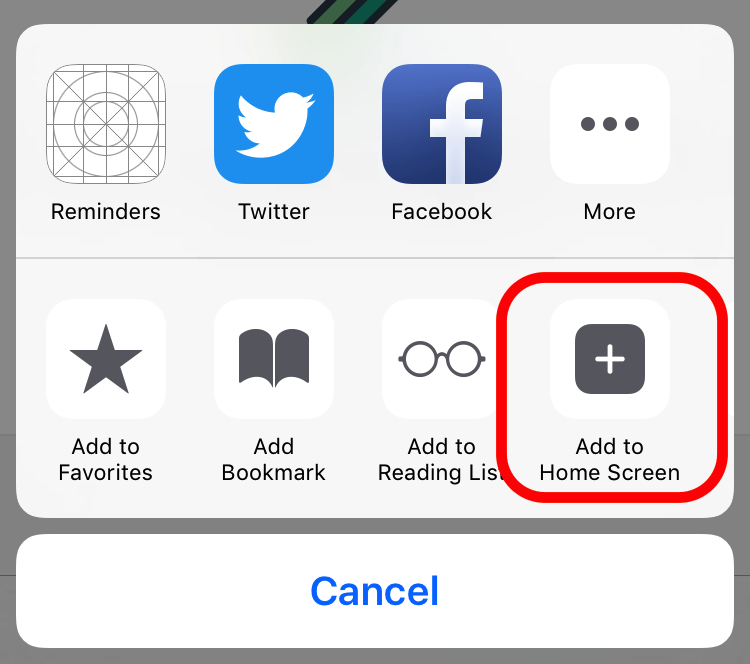 Reminders
Twitter
Facebook
More
Add to
Favorites
Add
Bookmark
Add to
Reading List
Add to
Home Screen
Cancel